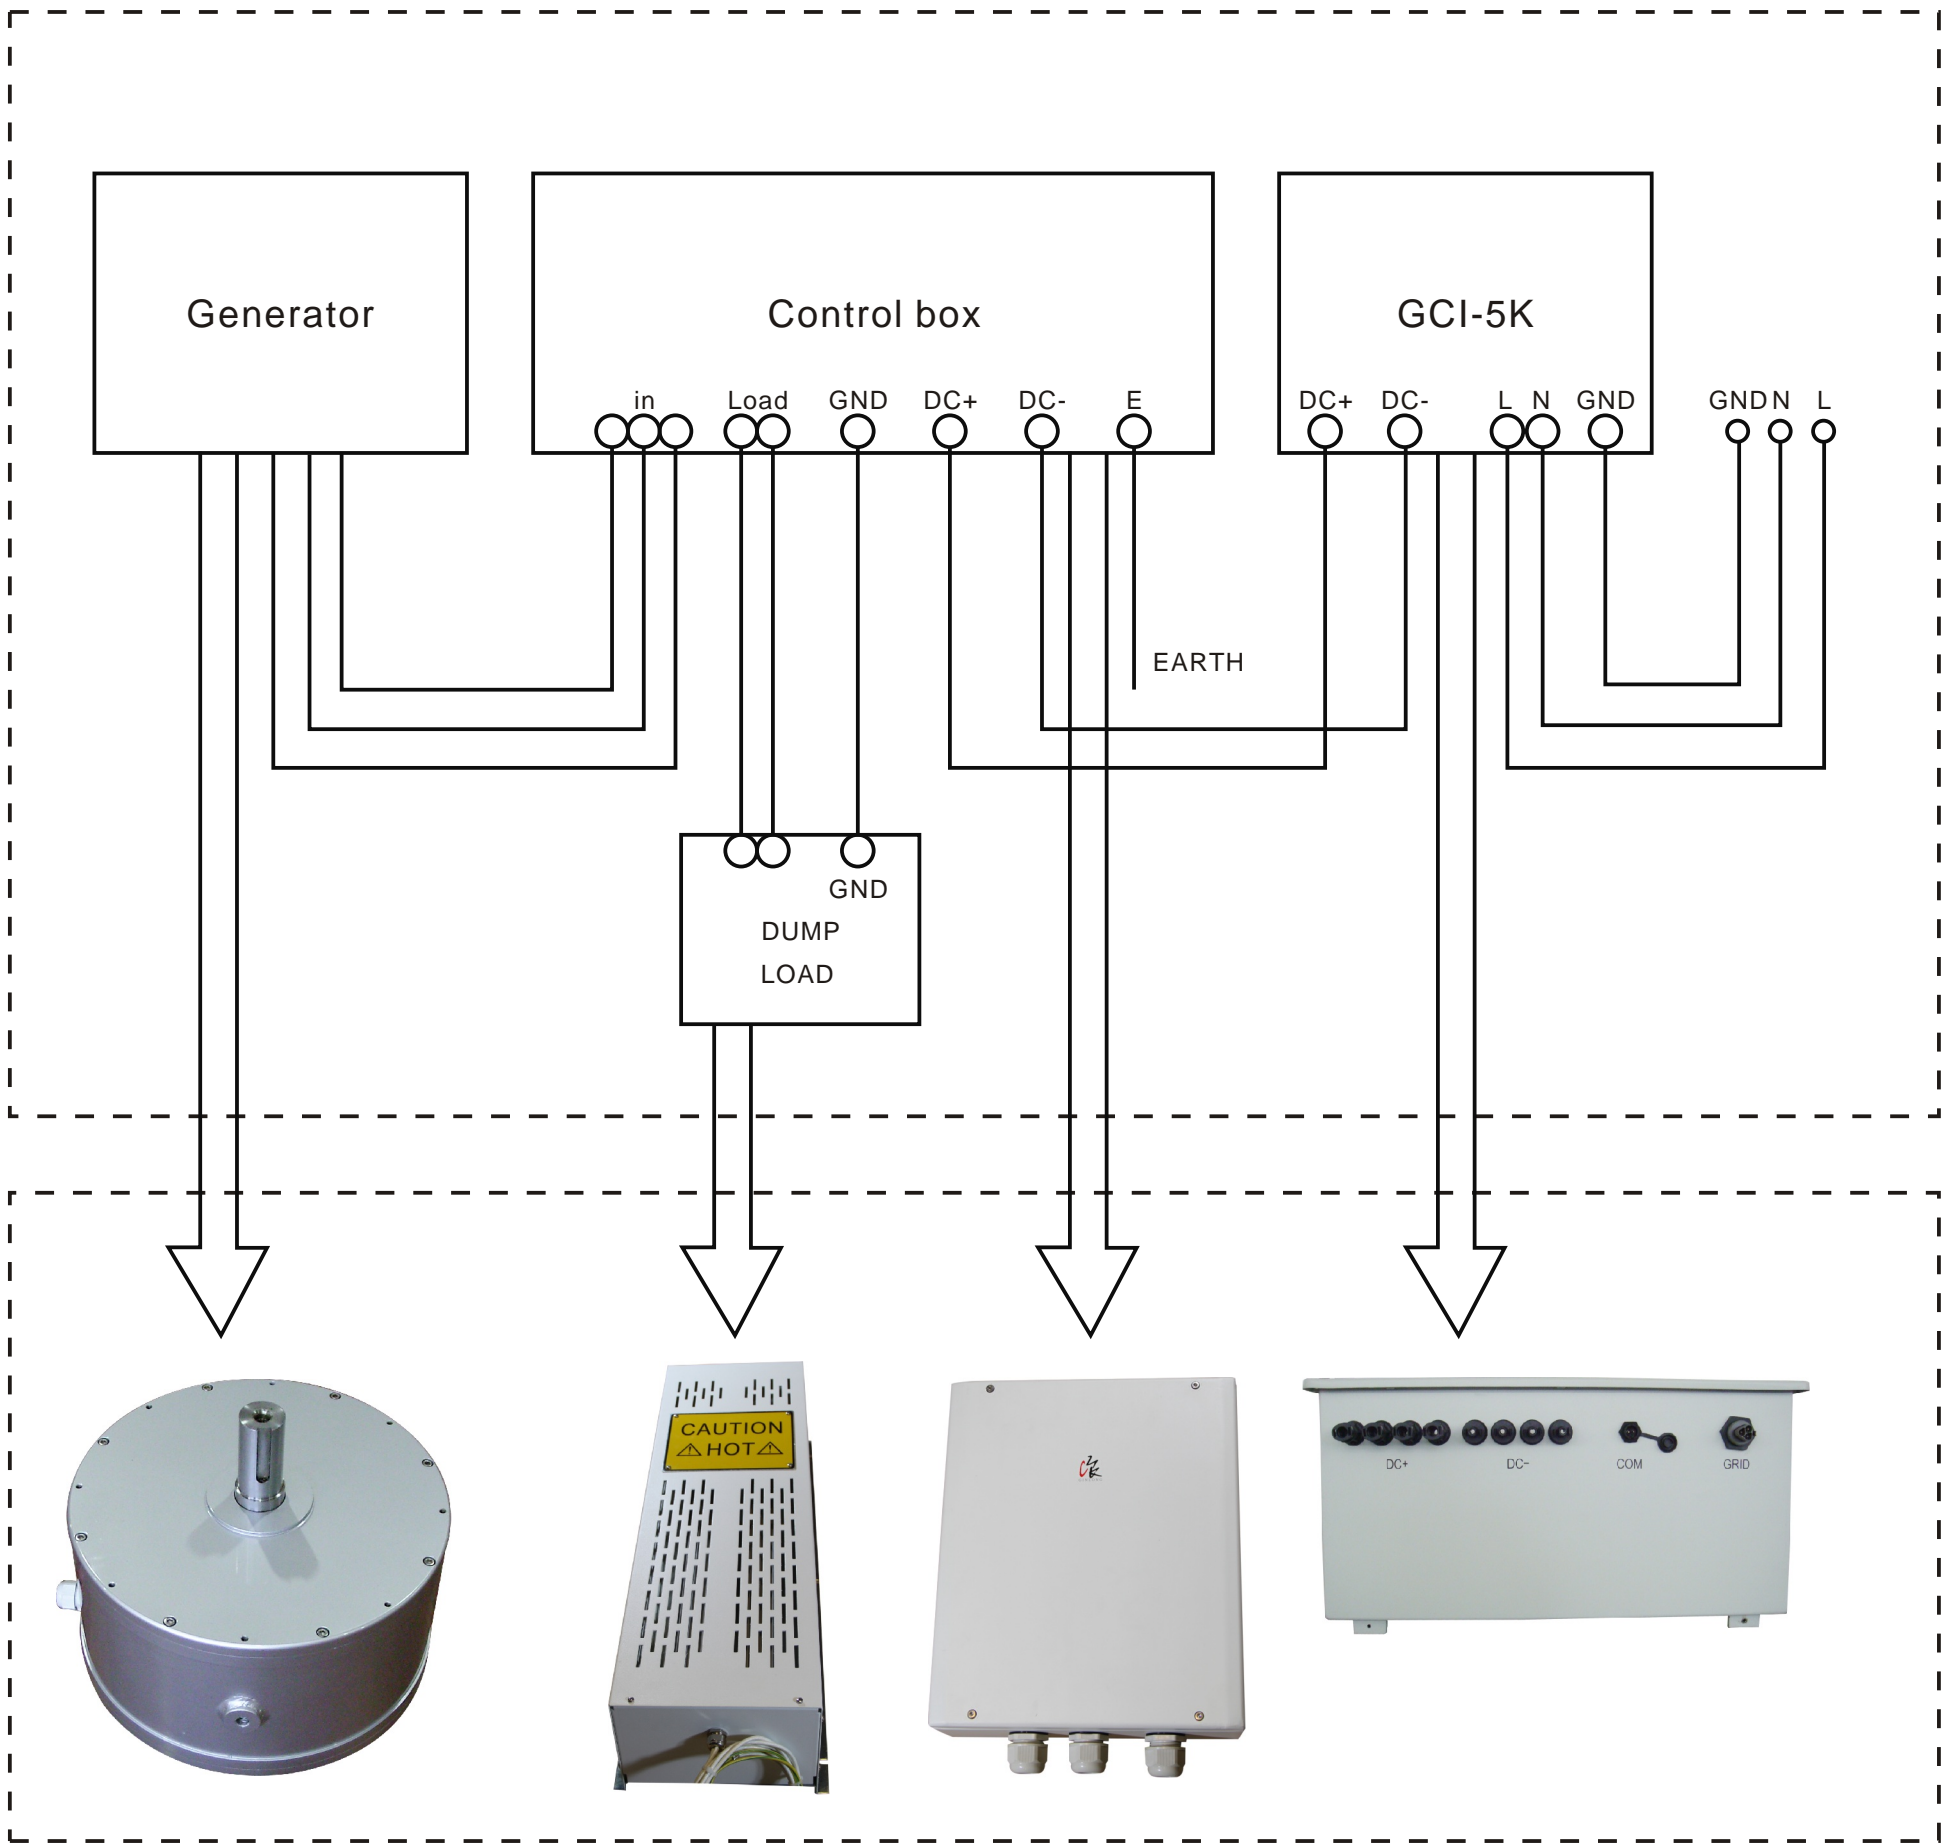 Generator
Control box
GCI-5K
in Load GND DC+ DC- E
DC+ DC- L N GND
GND N L
EARTH
GND
DUMP
LOAD
CAUTION
HOT
DC+ DC- COM GRID